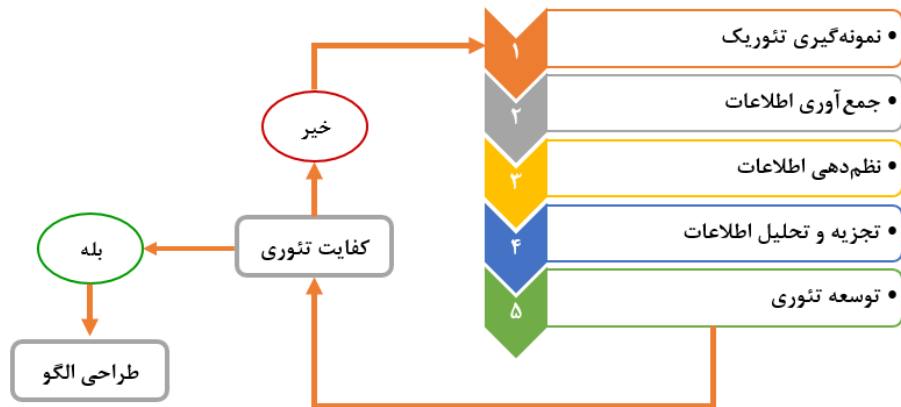 ۱
• نمونه‌گیری تئوریک
۲
• جمع‌آوری اطلاعات
۳
• نظم‌دهی اطلاعات
۴
• تجزیه و تحلیل اطلاعات
۵
• توسعه تئوری
کفایت تئوری
خیر
بله
طراحی الگو